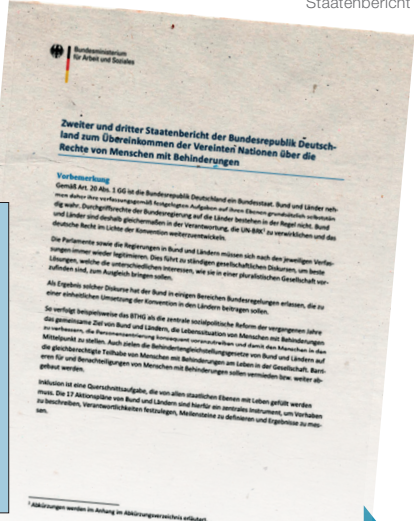 Staatenbericht
Bundesministerium
für Arbeit und Soziales
Zweiter und dritter Staatenbericht der Bundesrepublik Deutsch-
land zum Übereinkommen der Vereinten Nationen über die
Rechte von Menschen mit Behinderungen
Vorbemerkung
Gemäß Art. 20 Abs. 1 GG ist die Bundesrepublik Deutschland ein Bundesstaat. Bund und Länder neh-
men daher ihre verfassungsgemäß festgelegten Aufgaben auf ihren Ebenen grundsätzlich selbststän-
dig wahr. Durchgriffsrechte der Bundesregierung auf die Länder bestehen in der Regel nicht. Bund
und Länder sind deshalb gleichermaßen in der Verantwortung, die UN-BRK¹ zu verwirklichen und das
deutsche Recht im Lichte der Konvention weiterzuentwickeln.
Die Parlamente sowie die Regierungen in Bund und Ländern müssen sich nach den jeweiligen Verfas-
sungen immer wieder legitimieren. Dies führt zu ständigen gesellschaftlichen Diskursen, um beste
Lösungen, welche die unterschiedlichen Interessen, wie sie in einer pluralistischen Gesellschaft vor-
zufinden sind, zum Ausgleich bringen sollen.
Als Ergebnis solcher Diskurse hat der Bund in einigen Bereichen Bundesregelungen erlassen, die zu
einer einheitlichen Umsetzung der Konvention in den Ländern beitragen sollen.
So verfolgt beispielsweise das BTHG als die zentrale sozialpolitische Reform der vergangenen Jahre
das gemeinsame Ziel von Bund und Ländern, die Lebenssituation von Menschen mit Behinderungen
zu verbessern, die Personenzentrierung konsequent voranzutreiben und damit den Menschen in den
Mittelpunkt zu stellen. Auch zielen die Behindertengleichstellungsgesetze von Bund und Ländern auf
die gleichberechtigte Teilhabe von Menschen mit Behinderungen am Leben in der Gesellschaft. Barri-
eren für und Benachteiligungen von Menschen mit Behinderungen sollen vermieden bzw. weiter ab-
gebaut werden.
Inklusion ist eine Querschnittsaufgabe, die von allen staatlichen Ebenen mit Leben gefüllt werden
muss. Die 17 Aktionspläne von Bund und Ländern sind hierfür ein zentrales Instrument, um Vorhaben
zu beschreiben, Verantwortlichkeiten festzulegen, Meilensteine zu definieren und Ergebnisse zu mes-
sen.
¹ Abkürzungen werden im Anhang im Abkürzungsverzeichnis erläutert.